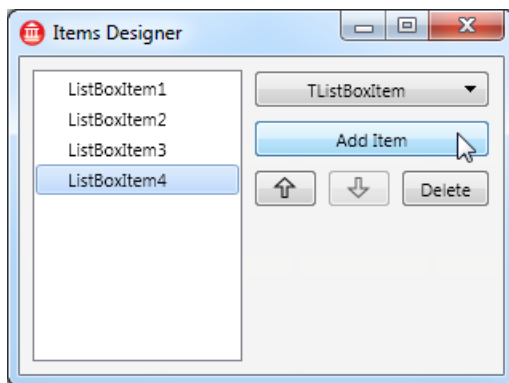 Items Designer
ListBoxItem1
ListBoxItem2
ListBoxItem3
ListBoxItem4
TListBoxItem
Add Item
Delete